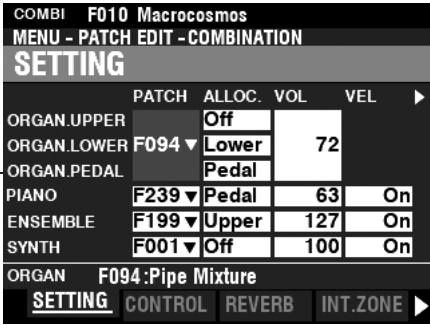 COMBI F010 Macrocosmos
MENU - PATCH EDIT - COMBINATION
SETTING
PATCH ALLOC. VOL VEL ▶
ORGAN.UPPER Off
ORGAN.LOWER F094 ▼ Lower 72
ORGAN.PEDAL Pedal
PIANO F239 ▼ Pedal 63 On
ENSEMBLE F199 ▼ Upper 127 On
SYNTH F001 ▼ Off 100 On
ORGAN F094:Pipe Mixture
SETTING CONTROL REVERB INT.ZONE ▶